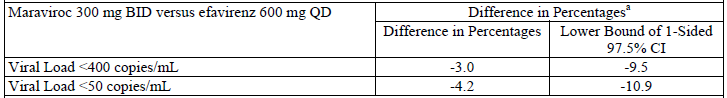 Maraviroc 300 mg BID versus efavirenz 600 mg QD Difference in Percentagesa
Difference in Percentages Lower Bound of 1-Sided
97.5% CI
Viral Load <400 copies/mL -3.0 -9.5
Viral Load <50 copies/mL -4.2 -10.9